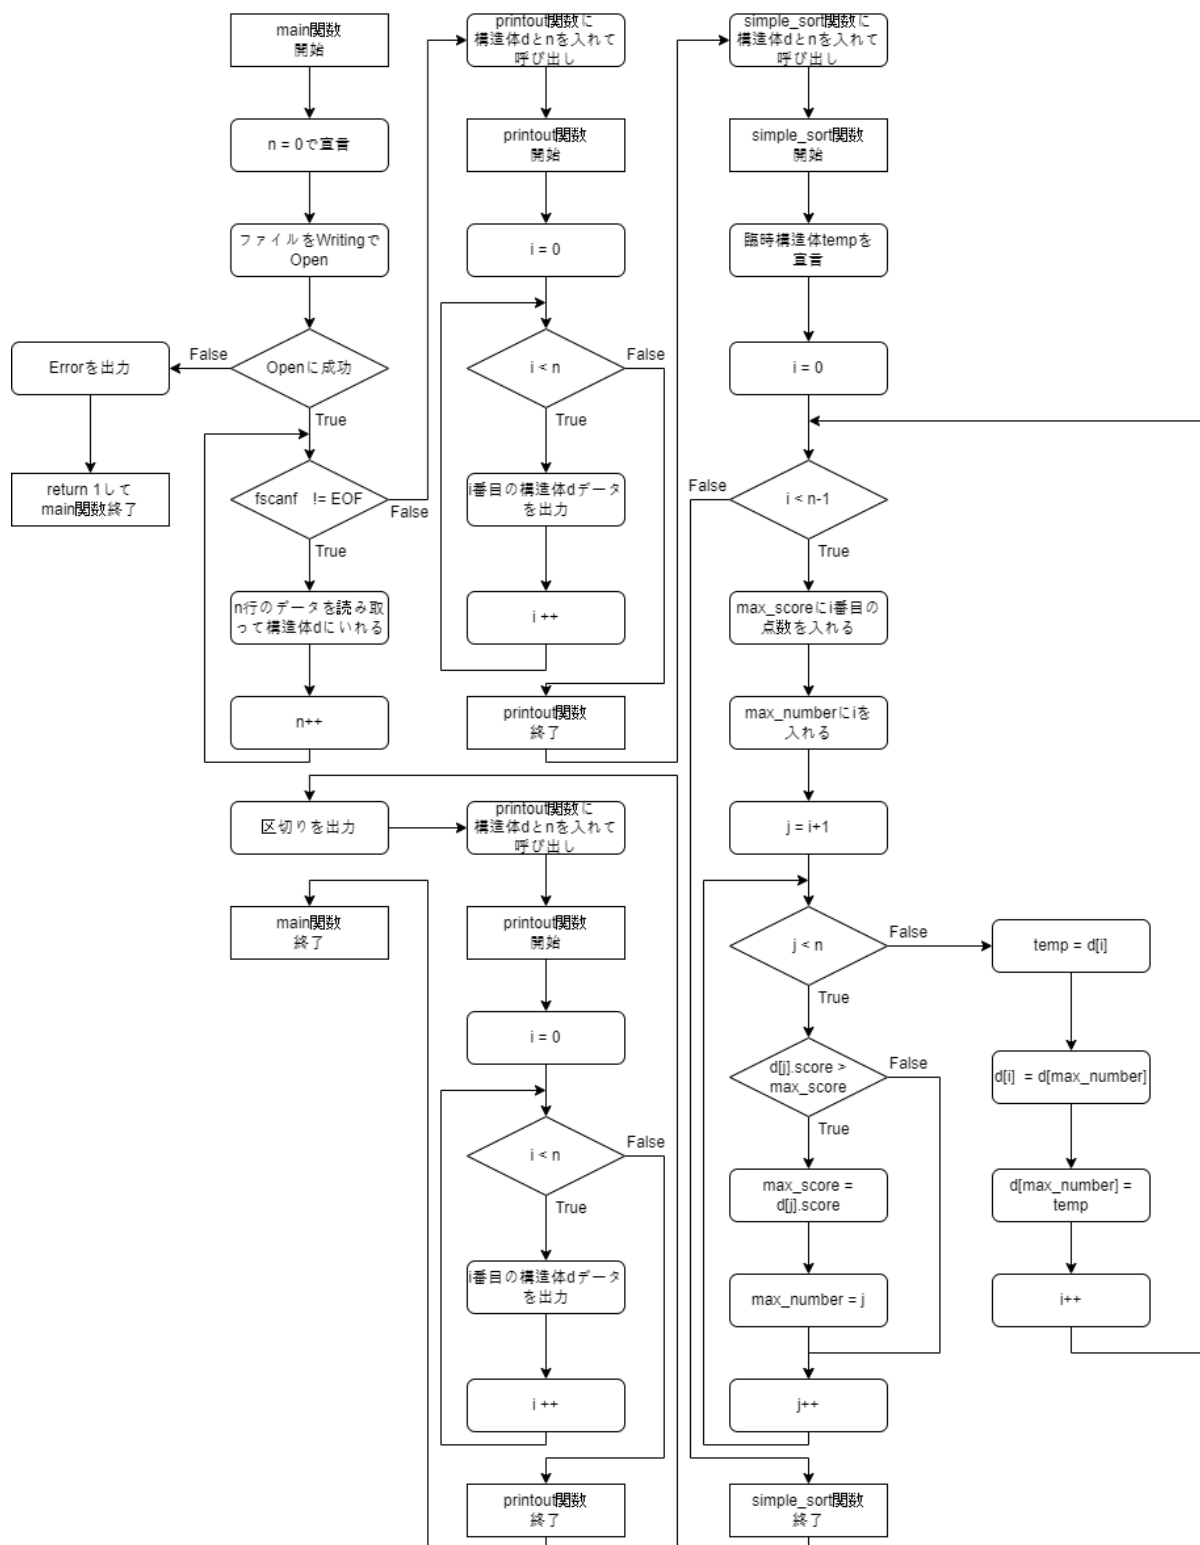 main関数
開始
n = 0で宣言
ファイルをWritingで
Open
Openに成功
False
Errorを出力
return 1して
main関数終了
True
fscanf != EOF
False
True
n行のデータを読み取
って構造体dにいれる
n++
printout関数に
構造体dとnを入れて
呼び出し
printout関数
開始
i = 0
i < n
False
True
i番目の構造体dデータ
を出力
i ++
printout関数
終了
simple_sort関数に
構造体dとnを入れて
呼び出し
simple_sort関数
開始
臨時構造体tempを
宣言
i = 0
i < n-1
False
True
max_scoreにi番目の
点数を入れる
max_numberにiを
入れる
j = i+1
j < n
False
True
d[j].score >
max_score
False
True
max_score =
d[j].score
max_number = j
j++
simple_sort関数
終了
temp = d[i]
d[i] = d[max_number]
d[max_number] =
temp
i++
区切りを出力
printout関数に
構造体dとnを入れて
呼び出し
printout関数
開始
i = 0
i < n
False
True
i番目の構造体dデータ
を出力
i ++
printout関数
終了
main関数
終了